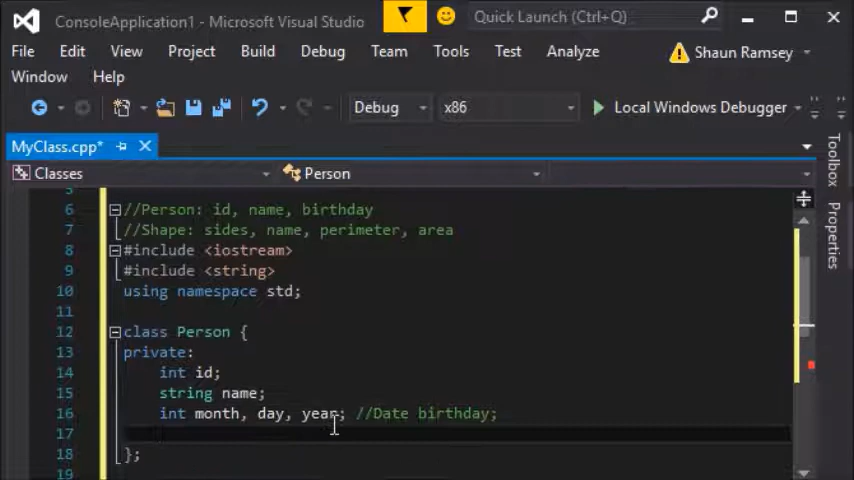 ConsoleApplication1 - Microsoft Visual Studio
Quick Launch (Ctrl+Q)
File Edit View Project Build Debug Team Tools Test Analyze Shaun Ramsey
Window Help
Debug x86 Local Windows Debugger
MyClass.cpp*
Classes Person
Toolbox
Properties
5
6 //Person: id, name, birthday
7 //Shape: sides, name, perimeter, area
8 #include <iostream>
9 #include <string>
10 using namespace std;
11
12 class Person {
13 private:
14 int id;
15 string name;
16 int month, day, year; //Date birthday;
17
18 };
19